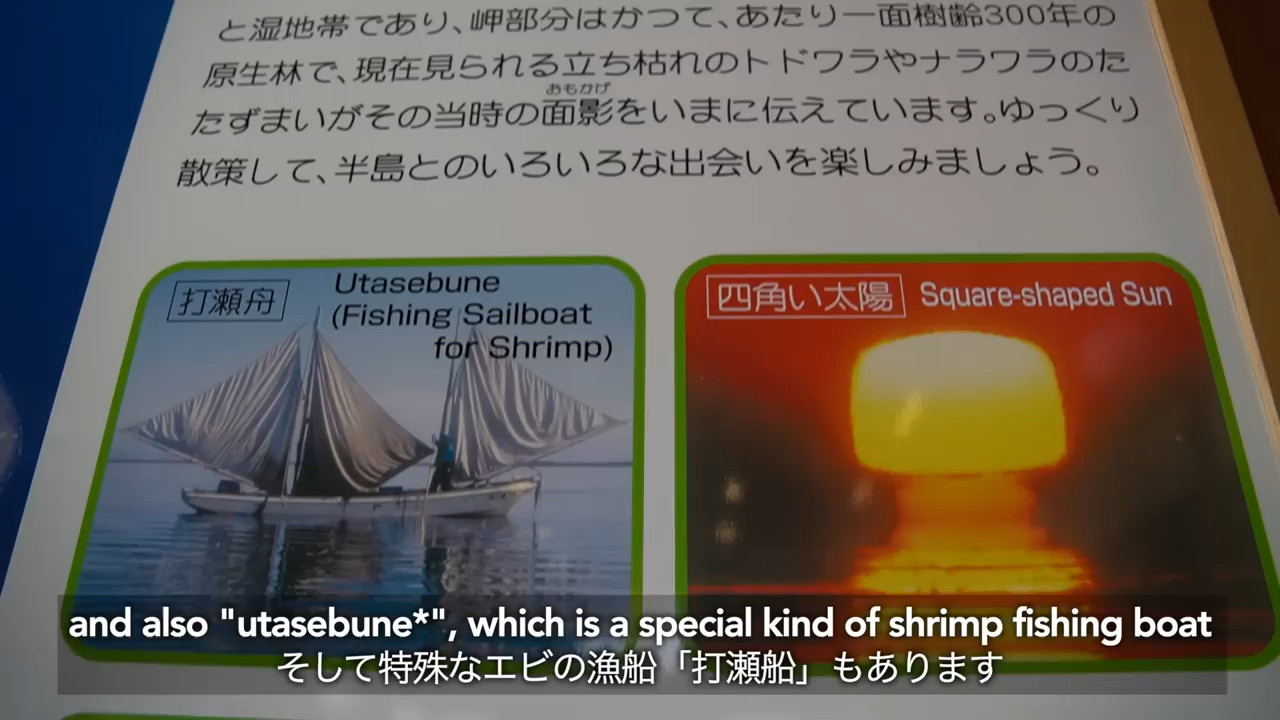 と湿地帯であり、岬部分はかつて、あたり一面樹齢300年の
原生林で、現在見られる立ち枯れのトドワラやナラワラのた
おもかげ
たずまいがその当時の面影をいまに伝えています。ゆっくり
散策して、半島とのいろいろな出会いを楽しみましょう。
打瀬舟
Utasebune
(Fishing Sailboat
for Shrimp)
四角い太陽 Square-shaped Sun
and also "utasebune*", which is a special kind of shrimp fishing boat
そして特殊なエビの漁船「打瀬船」もあります